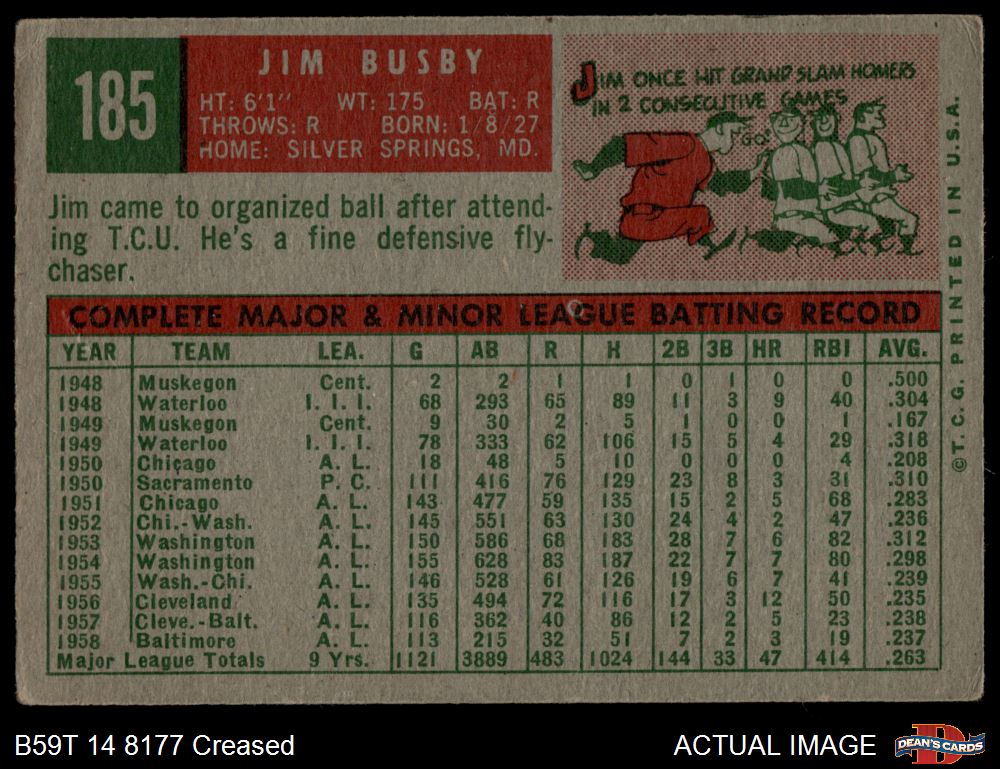 185
JIM BUSBY
HT: 6'1" WT: 175 BAT: R
THROWS: R BORN: 1/8/27
HOME: SILVER SPRINGS, MD.
JIM ONCE HIT GRAND SLAM HOMERS
IN 2 CONSECUTIVE GAMES
GO!
Jim came to organized ball after attend-
ing T.C.U. He's a fine defensive fly-
chaser.
COMPLETE MAJOR & MINOR LEAGUE BATTING RECORD
YEAR TEAM LEA. G AB R H 2B 3B HR RBI AVG.
1948 Muskegon Cent. 2 2 1 1 0 1 0 0 .500
1948 Waterloo I. I. I. 68 293 65 89 11 3 9 40 .304
1949 Muskegon Cent. 9 30 2 5 1 0 0 1 .167
1949 Waterloo I. I. I. 78 333 62 106 15 5 4 29 .318
1950 Chicago A. L. 18 48 5 10 0 0 0 4 .208
1950 Sacramento P. C. 111 416 76 129 23 8 3 31 .310
1951 Chicago A. L. 143 477 59 135 15 2 5 68 .283
1952 Chi.-Wash. A. L. 145 551 63 130 24 4 2 47 .236
1953 Washington A. L. 150 586 68 183 28 7 6 82 .312
1954 Washington A. L. 155 628 83 187 22 7 7 80 .298
1955 Wash.-Chi. A. L. 146 528 61 126 19 6 7 41 .239
1956 Cleveland A. L. 135 494 72 116 17 3 12 50 .235
1957 Cleve.-Balt. A. L. 116 362 40 86 12 2 5 23 .238
1958 Baltimore A. L. 113 215 32 51 7 2 3 19 .237
Major League Totals 9 Yrs. 1121 3889 483 1024 144 33 47 414 .263
© T. C. G. PRINTED IN U.S.A.
B59T 14 8177 Creased
ACTUAL IMAGE
DEAN'S CARDS